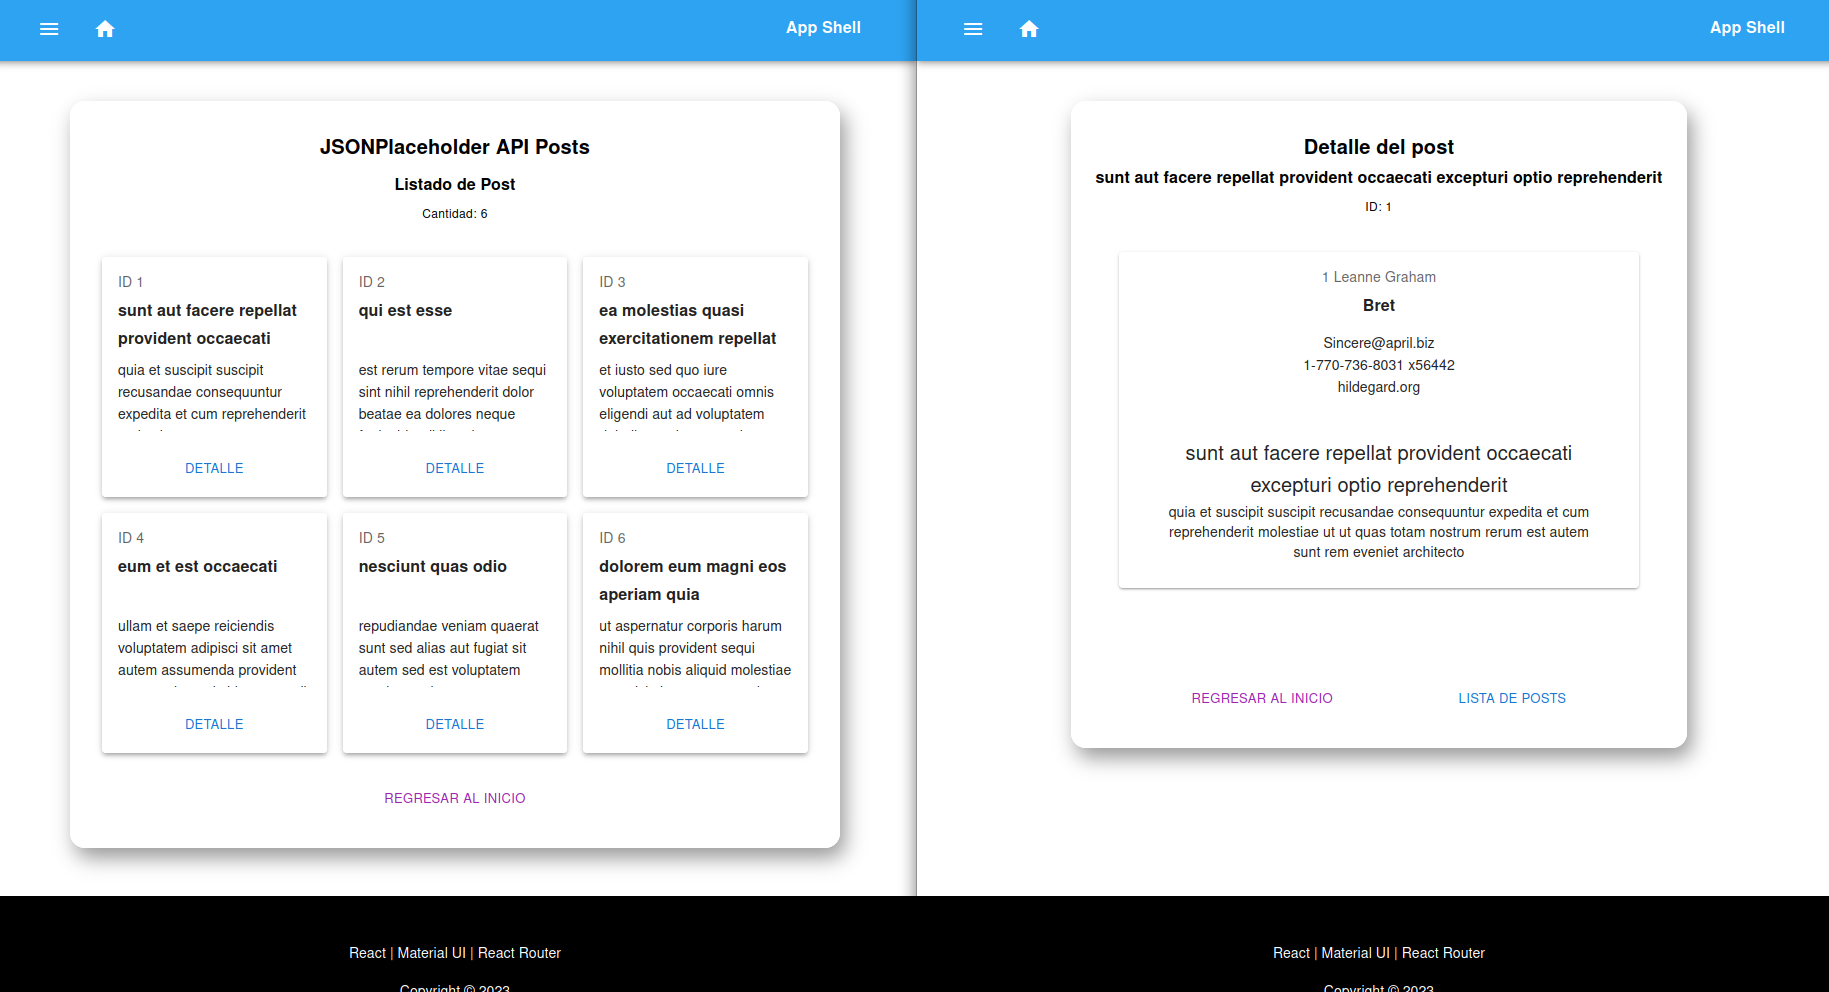 App Shell
JSONPlaceholder API Posts
Listado de Post
Cantidad: 6
ID 1
sunt aut facere repellat
provident occaecati
quia et suscipit suscipit
recusandae consequuntur
expedita et cum reprehenderit
DETALLE
ID 2
qui est esse
est rerum tempore vitae sequi
sint nihil reprehenderit dolor
beatae ea dolores neque
DETALLE
ID 3
ea molestias quasi
exercitationem repellat
et iusto sed quo iure
voluptatem occaecati omnis
eligendi aut ad voluptatem
DETALLE
ID 4
eum et est occaecati
ullam et saepe reiciendis
voluptatem adipisci sit amet
autem assumenda provident
DETALLE
ID 5
nesciunt quas odio
repudiandae veniam quaerat
sunt sed alias aut fugiat sit
autem sed est voluptatem
DETALLE
ID 6
dolorem eum magni eos
aperiam quia
ut aspernatur corporis harum
nihil quis provident sequi
mollitia nobis aliquid molestiae
DETALLE
REGRESAR AL INICIO
React | Material UI | React Router
Copyright © 2023
App Shell
Detalle del post
sunt aut facere repellat provident occaecati excepturi optio reprehenderit
ID: 1
1 Leanne Graham
Bret
Sincere@april.biz
1-770-736-8031 x56442
hildegard.org
sunt aut facere repellat provident occaecati
excepturi optio reprehenderit
quia et suscipit suscipit recusandae consequuntur expedita et cum
reprehenderit molestiae ut ut quas totam nostrum rerum est autem
sunt rem eveniet architecto
REGRESAR AL INICIO
LISTA DE POSTS
React | Material UI | React Router
Copyright © 2023